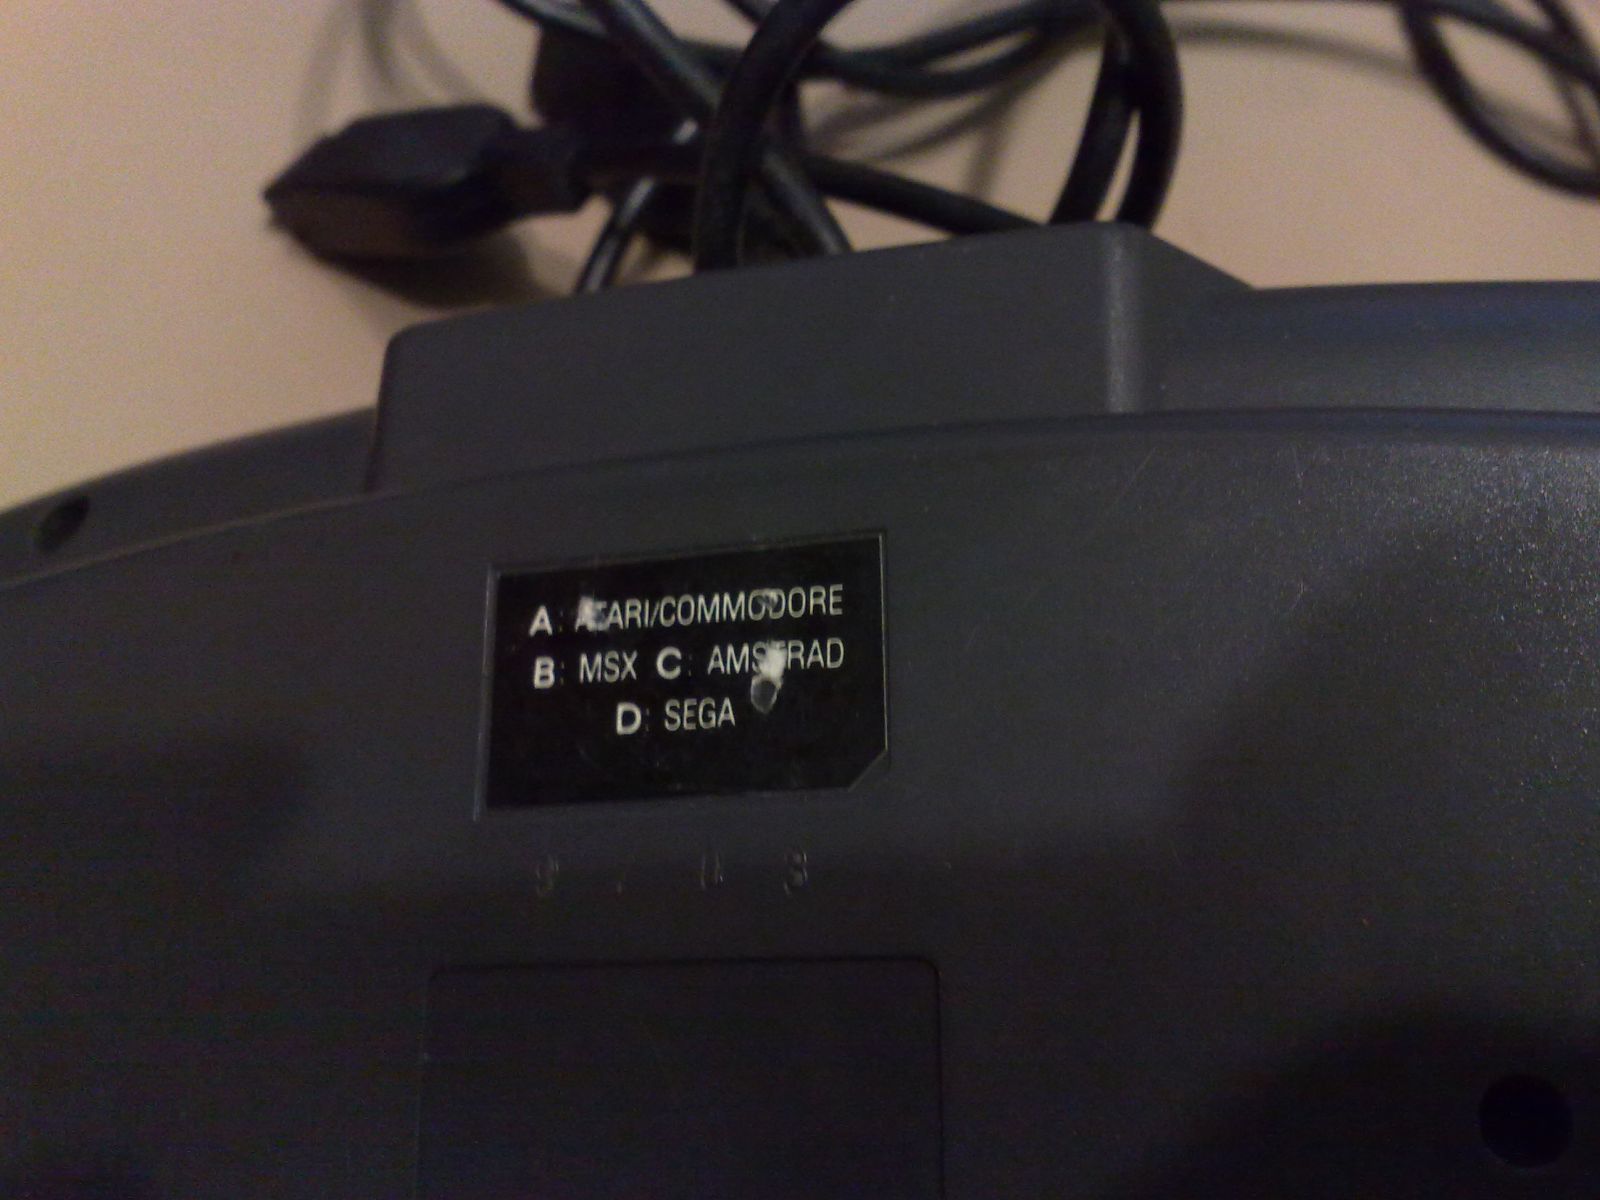 A: ATARI/COMMODORE
B: MSX C: AMSTRAD
D: SEGA